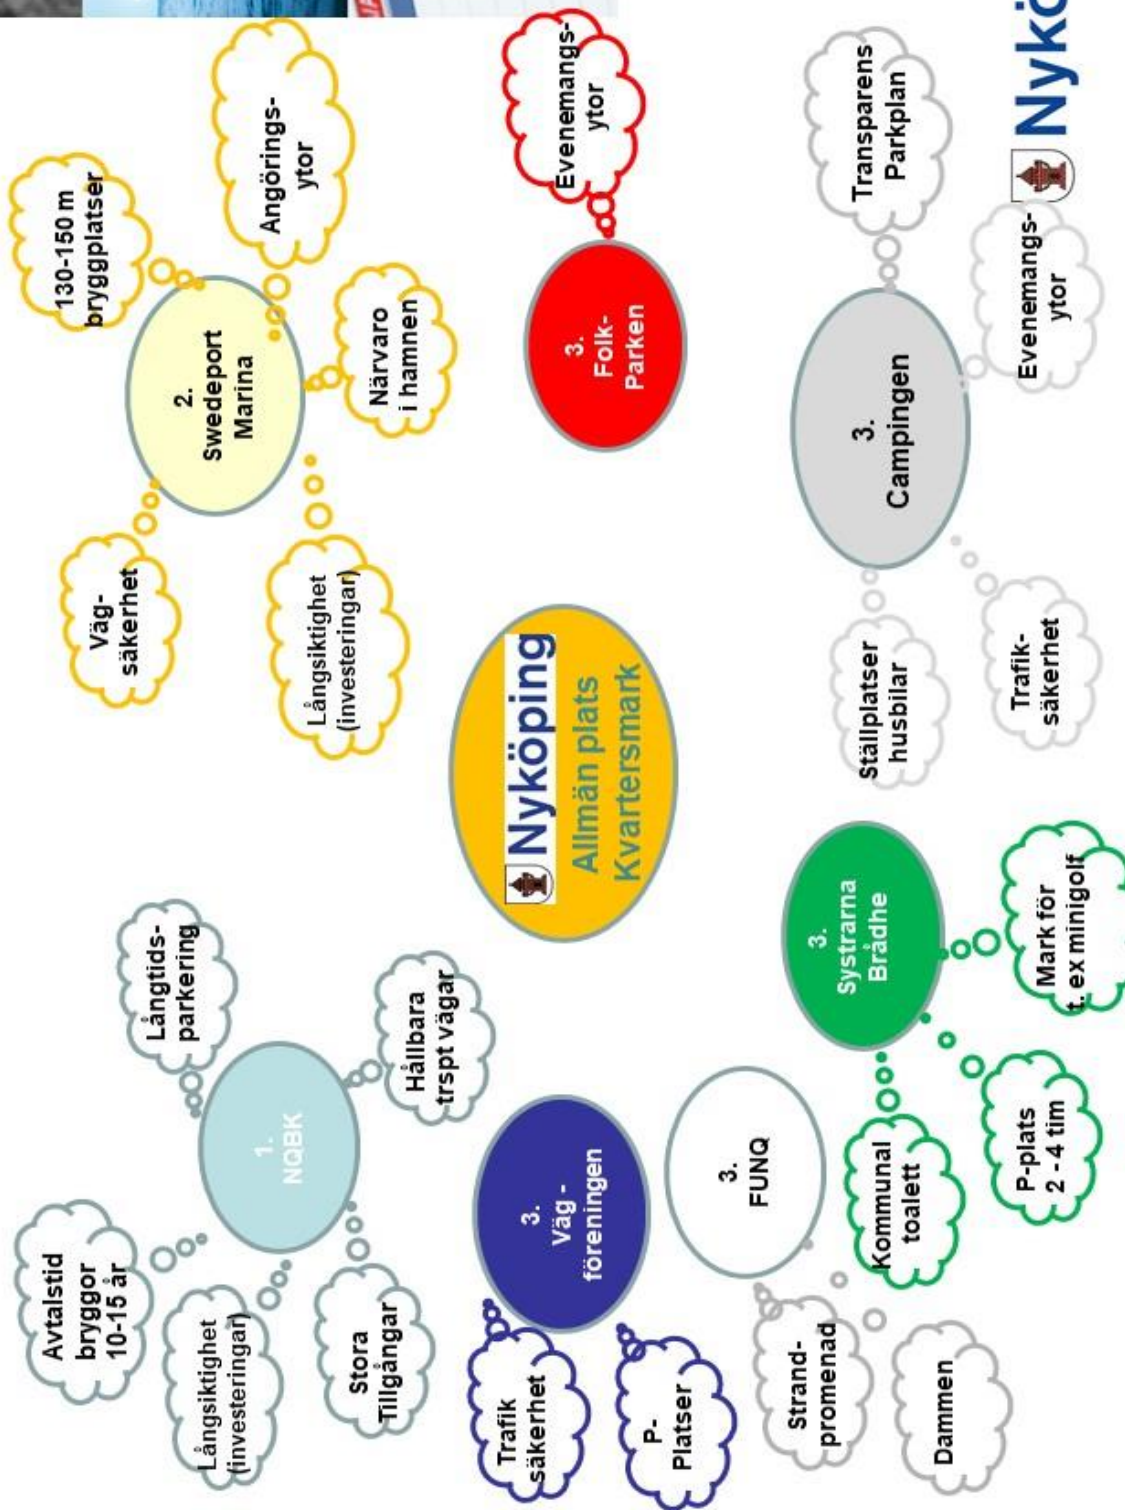 Avtalstid
bryggor
10-15 år
Långsiktighet
(investeringar)
Stora
Tillgångar
1.
NQBK
Långtids-
parkering
Hållbara
trspt vägar
Väg-
säkerhet
Långsiktighet
(investeringar)
2.
Swedeport
Marina
130-150 m
bryggplatser
Angörings-
ytor
Närvaro
i hamnen
Trafik
säkerhet
P-
Platser
3.
Väg -
föreningen
Nyköping
Allmän plats
Kvartersmark
3.
Folk-
Parken
Evenemangs-
ytor
Strand-
promenad
Dammen
3.
FUNQ
Kommunal
toalett
P-plats
2 - 4 tim
3.
Systrarna
Brådhe
Mark för
t. ex minigolf
Ställplatser
husbilar
Trafik-
säkerhet
3.
Campingen
Transparens
Parkplan
Evenemangs-
ytor
Nykö